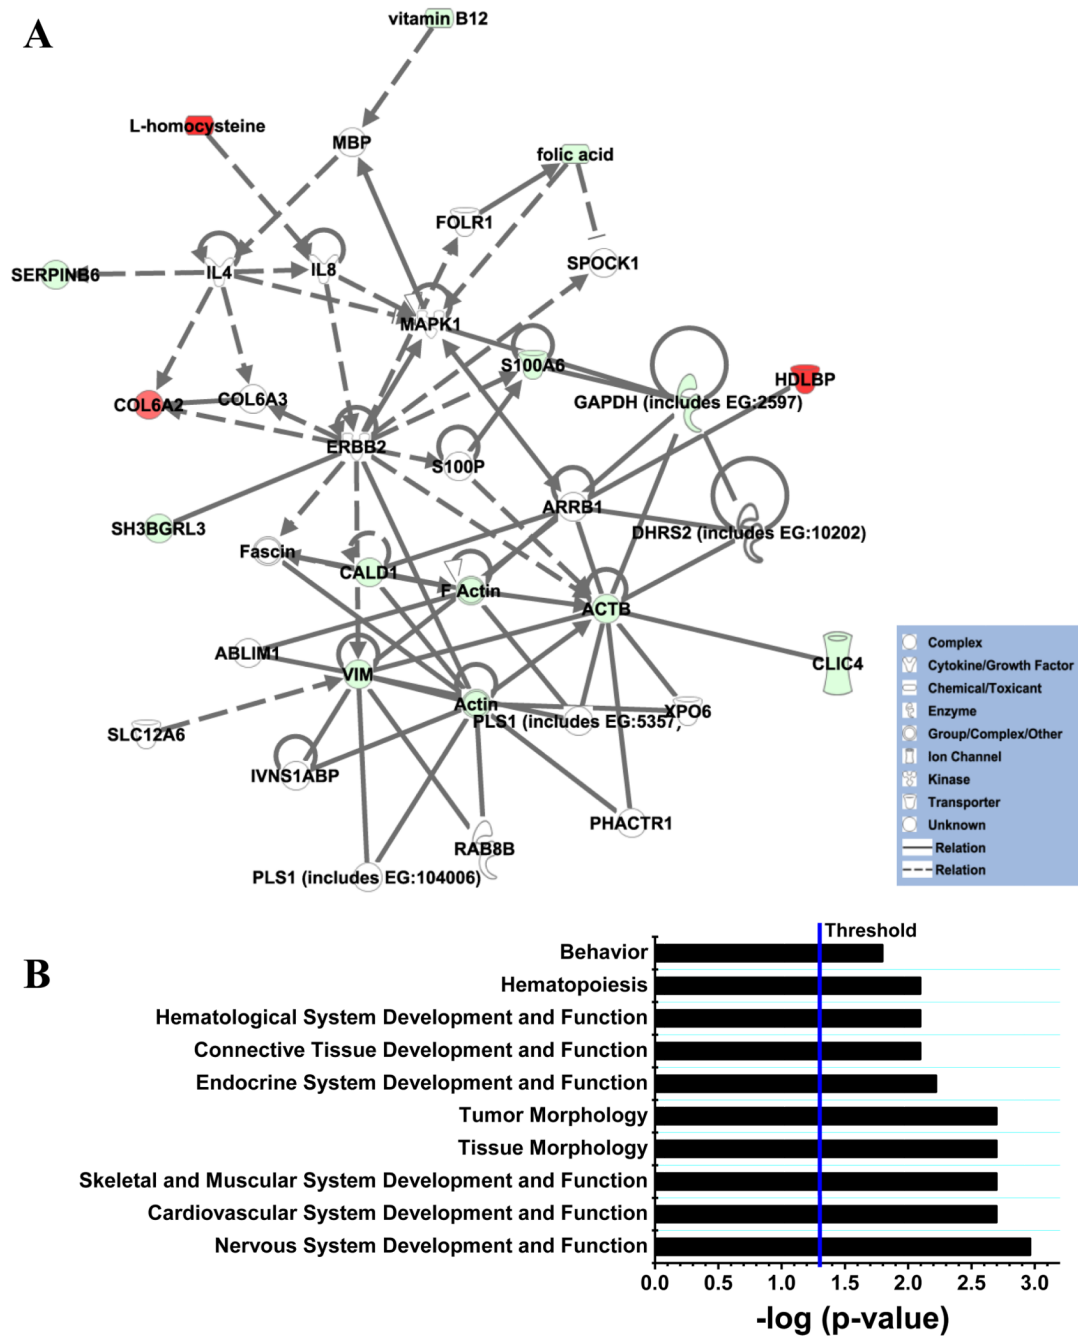 A
vitamin B12
L-homocysteine
MBP
folic acid
FOLR1
SPOCK1
SERPINB6
IL4
IL8
MAPK1
S100A6
HDLBP
GAPDH (includes EG:2597)
COL6A2
COL6A3
ERBB2
S100P
ARRB1
SH3BGRL3
DHRS2 (includes EG:10202)
Fascin
CALD1
F Actin
ACTB
ABLIM1
VIM
CLIC4
Actin
XPO6
PLS1 (includes EG:5357)
SLC12A6
IVNS1ABP
PHACTR1
RAB8B
PLS1 (includes EG:104006)
Complex
Cytokine/Growth Factor
Chemical/Toxicant
Enzyme
Group/Complex/Other
Ion Channel
Kinase
Transporter
Unknown
Relation
Relation
B
Threshold
Behavior
Hematopoiesis
Hematological System Development and Function
Connective Tissue Development and Function
Endocrine System Development and Function
Tumor Morphology
Tissue Morphology
Skeletal and Muscular System Development and Function
Cardiovascular System Development and Function
Nervous System Development and Function
0.0 0.5 1.0 1.5 2.0 2.5 3.0
-log (p-value)